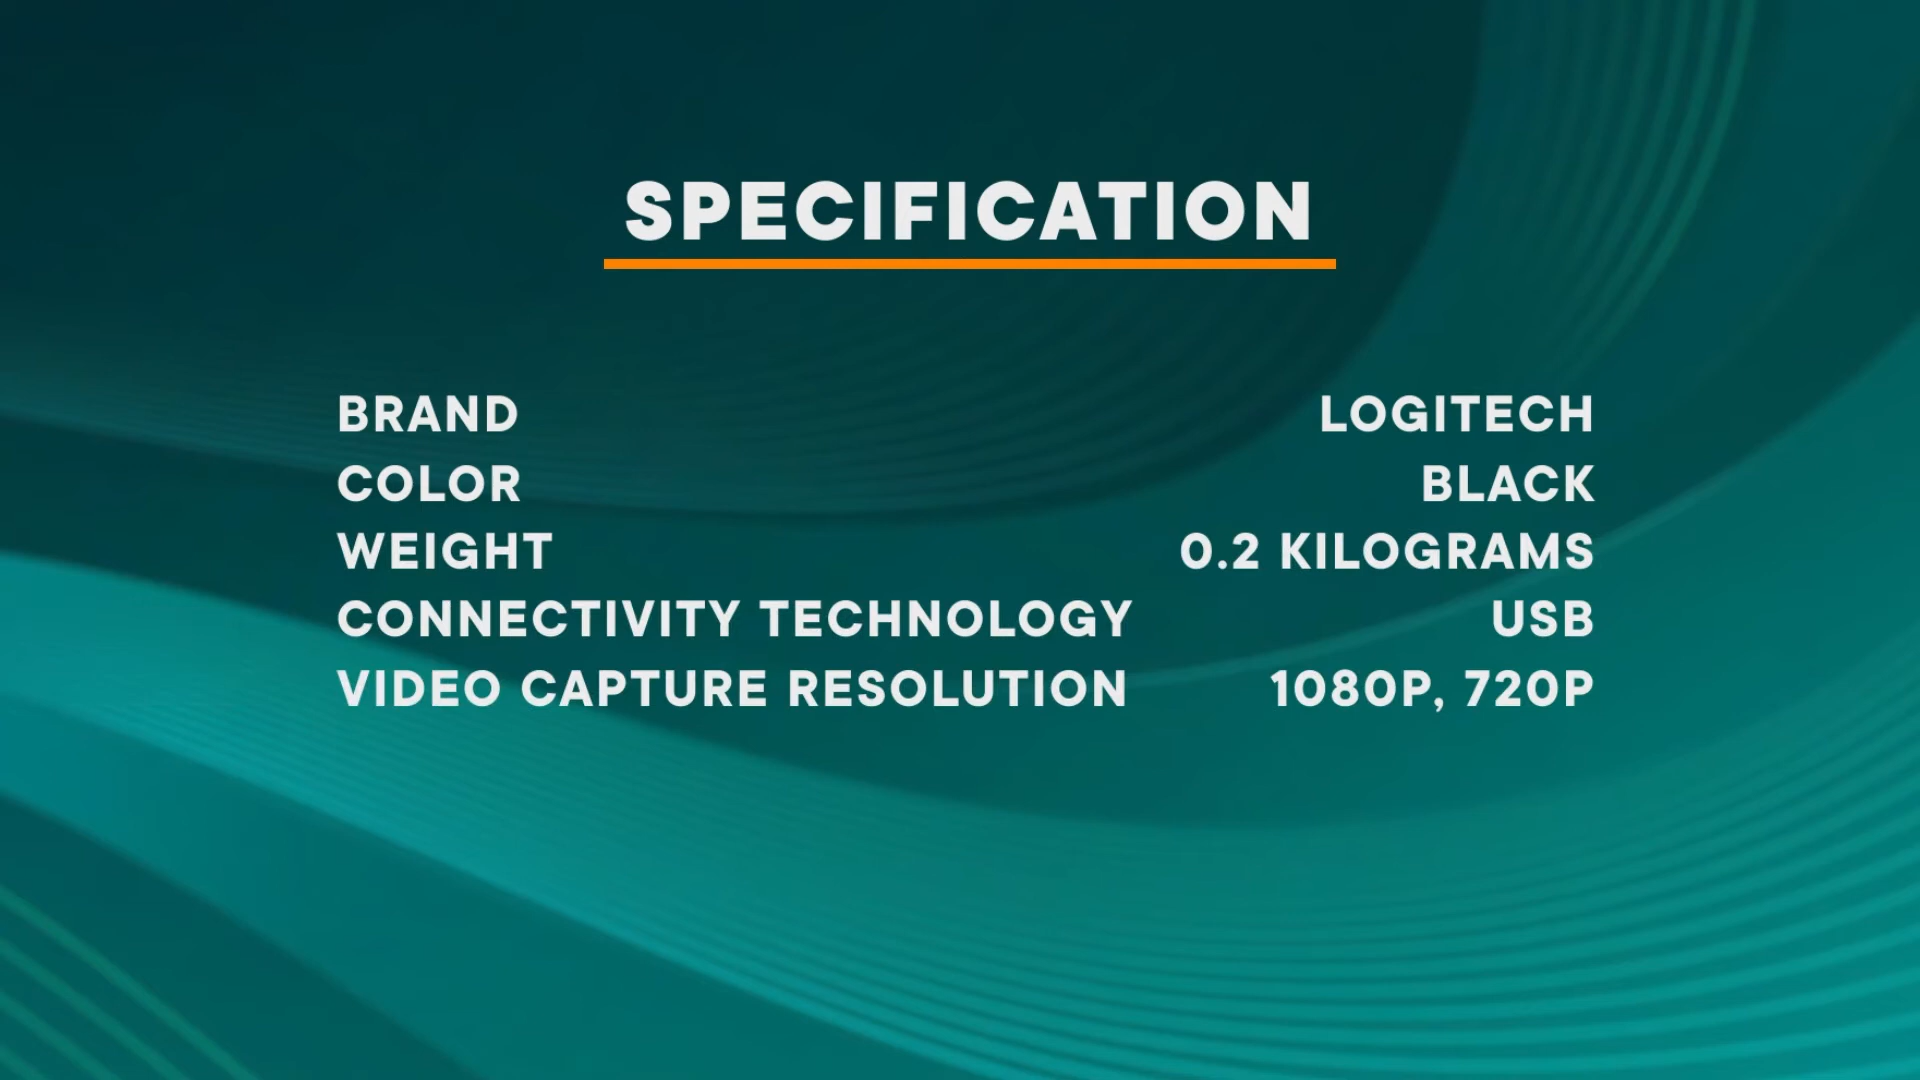 SPECIFICATION
BRAND LOGITECH
COLOR BLACK
WEIGHT 0.2 KILOGRAMS
CONNECTIVITY TECHNOLOGY USB
VIDEO CAPTURE RESOLUTION 1080P, 720P